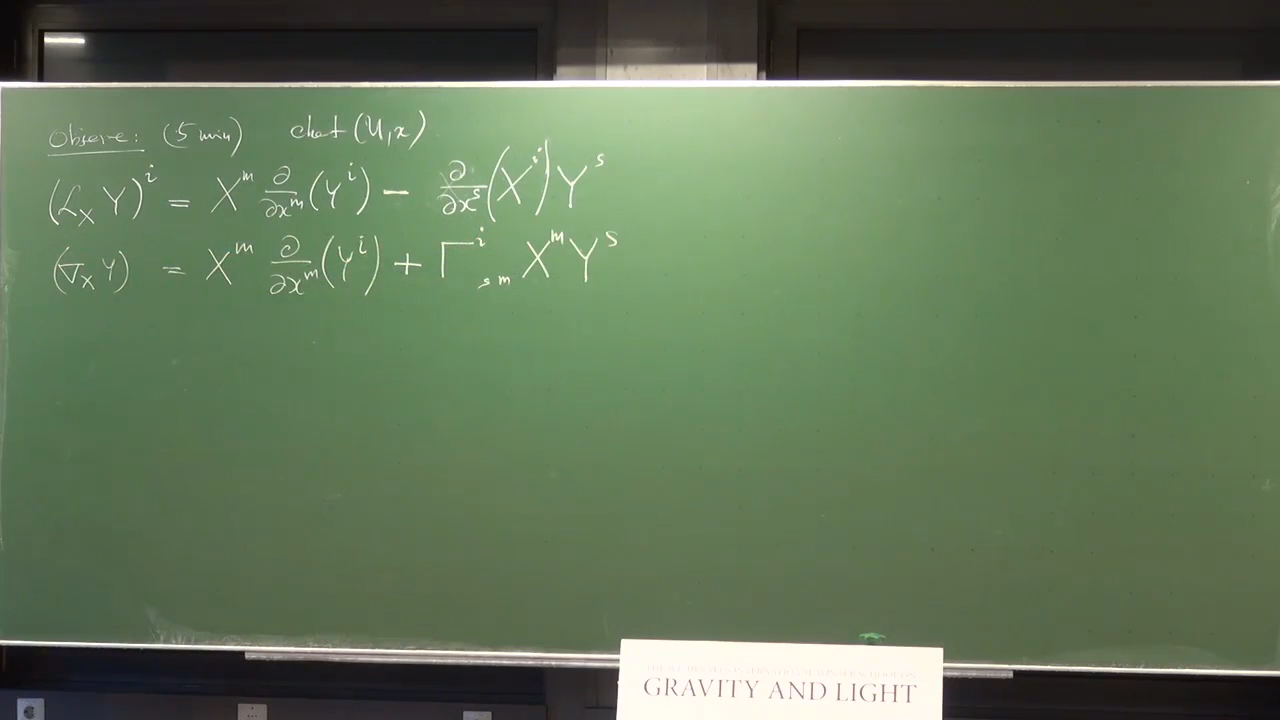 Observe: (5 min) chart (U,x)
(ℒ_X Y)^i = X^m ∂/∂x^m (Y^i) − ∂/∂x^s (X^i) Y^s
(∇_X Y) = X^m ∂/∂x^m (Y^i) + Γ^i_{sm} X^m Y^s
GRAVITY AND LIGHT